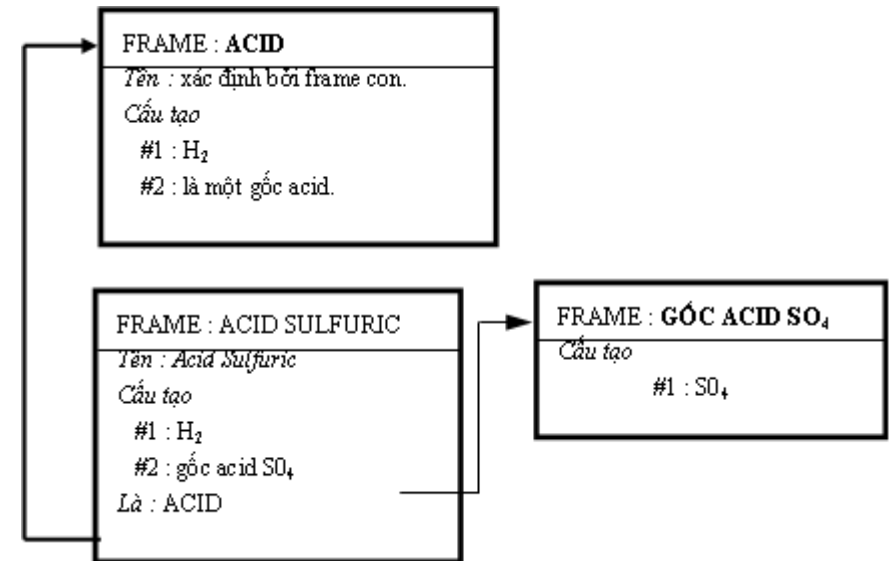 FRAME : ACID
Tên : xác định bởi frame con.
Cấu tạo
#1 : H₂
#2 : là một gốc acid.
FRAME : ACID SULFURIC
Tên : Acid Sulfuric
Cấu tạo
#1 : H₂
#2 : gốc acid S0₄
Là : ACID
FRAME : GỐC ACID SO₄
Cấu tạo
#1 : S0₄